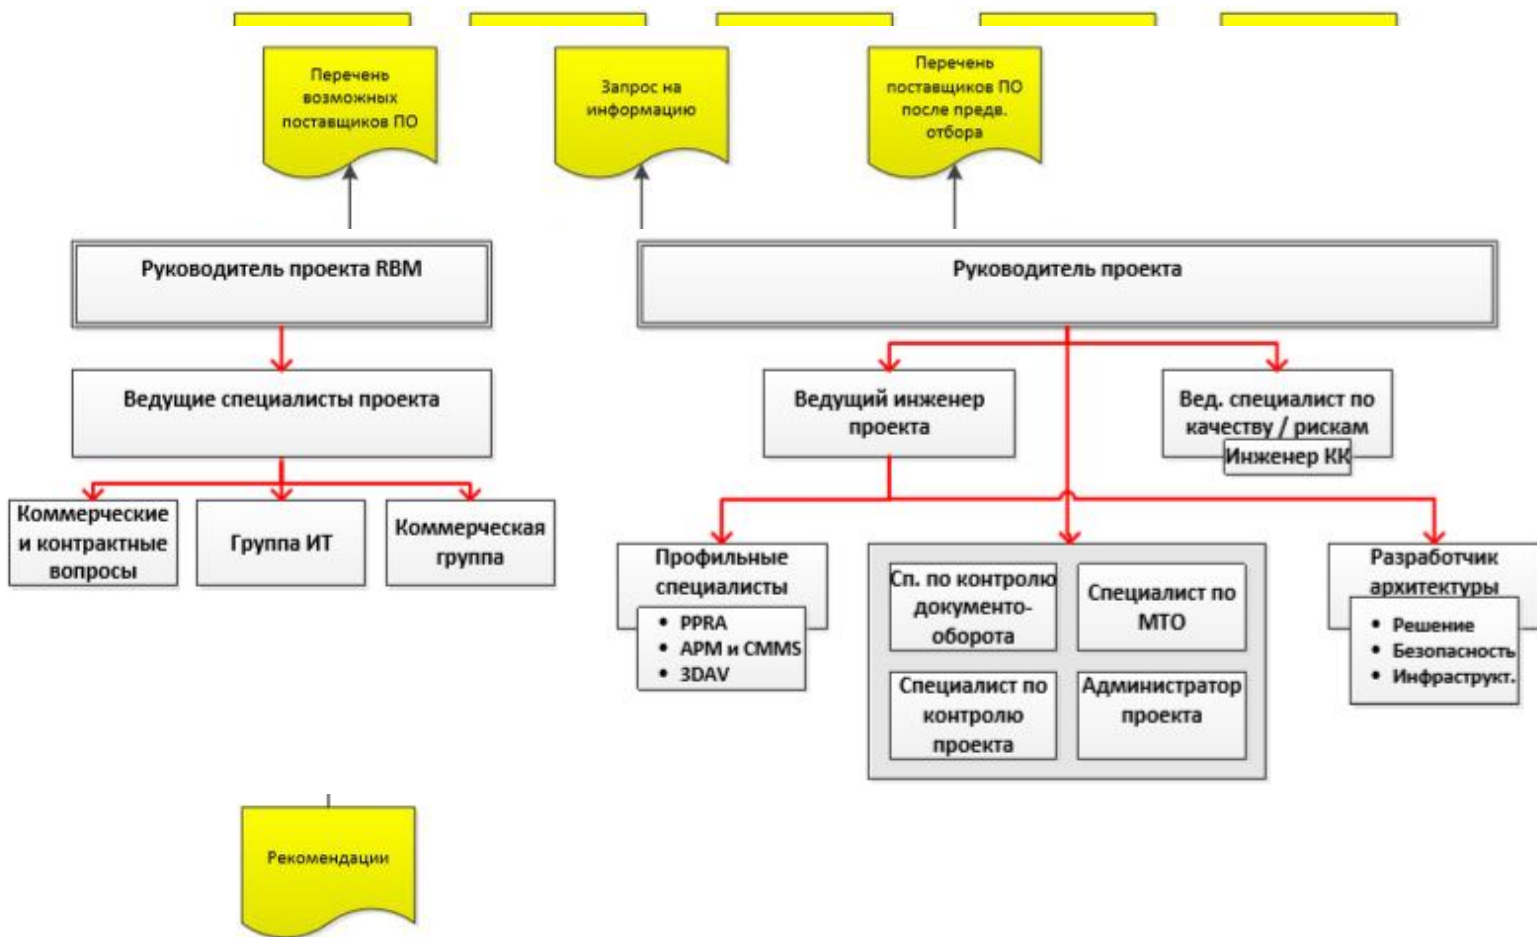 Перечень
возможных
поставщиков ПО
Запрос на
информацию
Перечень
поставщиков ПО
после предв.
отбора
Руководитель проекта RBM
Руководитель проекта
Ведущие специалисты проекта
Ведущий инженер
проекта
Вед. специалист по
качеству / рискам
Инженер КК
Коммерческие
и контрактные
вопросы
Группа ИТ
Коммерческая
группа
Профильные
специалисты
• PPRA
• APM и CMMS
• 3DAV
Сп. по контролю
документо-
оборота
Специалист по
МТО
Специалист по
контролю
проекта
Администратор
проекта
Разработчик
архитектуры
• Решение
• Безопасность
• Инфраструкт.
Рекомендации